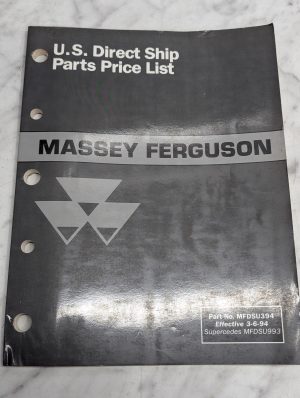 U.S. Direct Ship
Parts Price List
MASSEY FERGUSON
Part No. MFDSU394
Effective 3-6-94
Supercedes MFDSU993